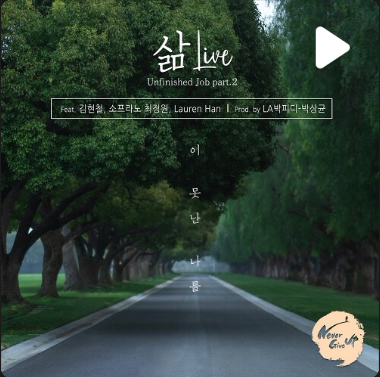 삶 Live
Unfinished Job part.2
Feat. 김현철, 소프라노 최정원, Lauren Han | Prod. by LA박피디-박상균
이 못난 나를
Never Give UP